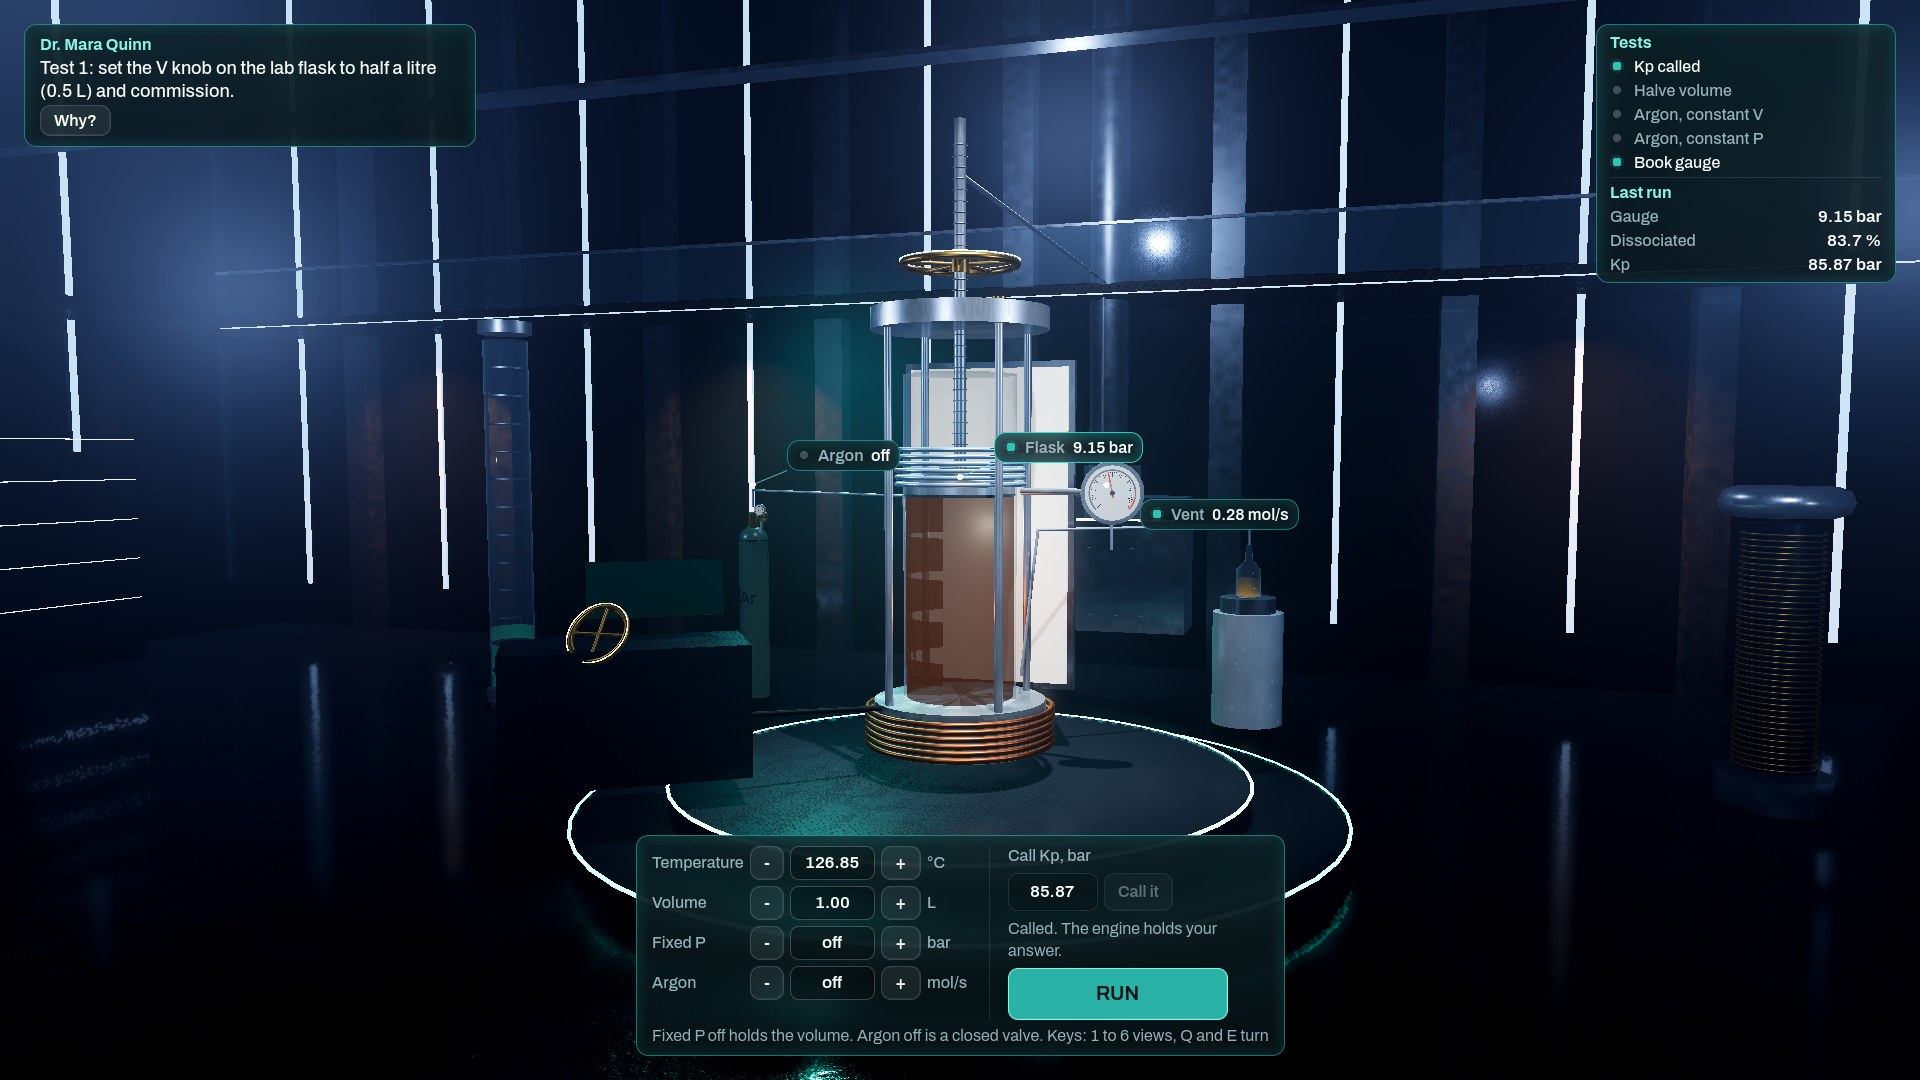 Dr. Mara Quinn
Test 1: set the V knob on the lab flask to half a litre
(0.5 L) and commission.
Why?
Tests
Kp called
Halve volume
Argon, constant V
Argon, constant P
Book gauge
Last run
Gauge 9.15 bar
Dissociated 83.7 %
Kp 85.87 bar
Argon off
Flask 9.15 bar
Vent 0.28 mol/s
Ar
Temperature - 126.85 + °C
Volume - 1.00 + L
Fixed P - off + bar
Argon - off + mol/s
Call Kp, bar
85.87 Call it
Called. The engine holds your
answer.
RUN
Fixed P off holds the volume. Argon off is a closed valve. Keys: 1 to 6 views, Q and E turn